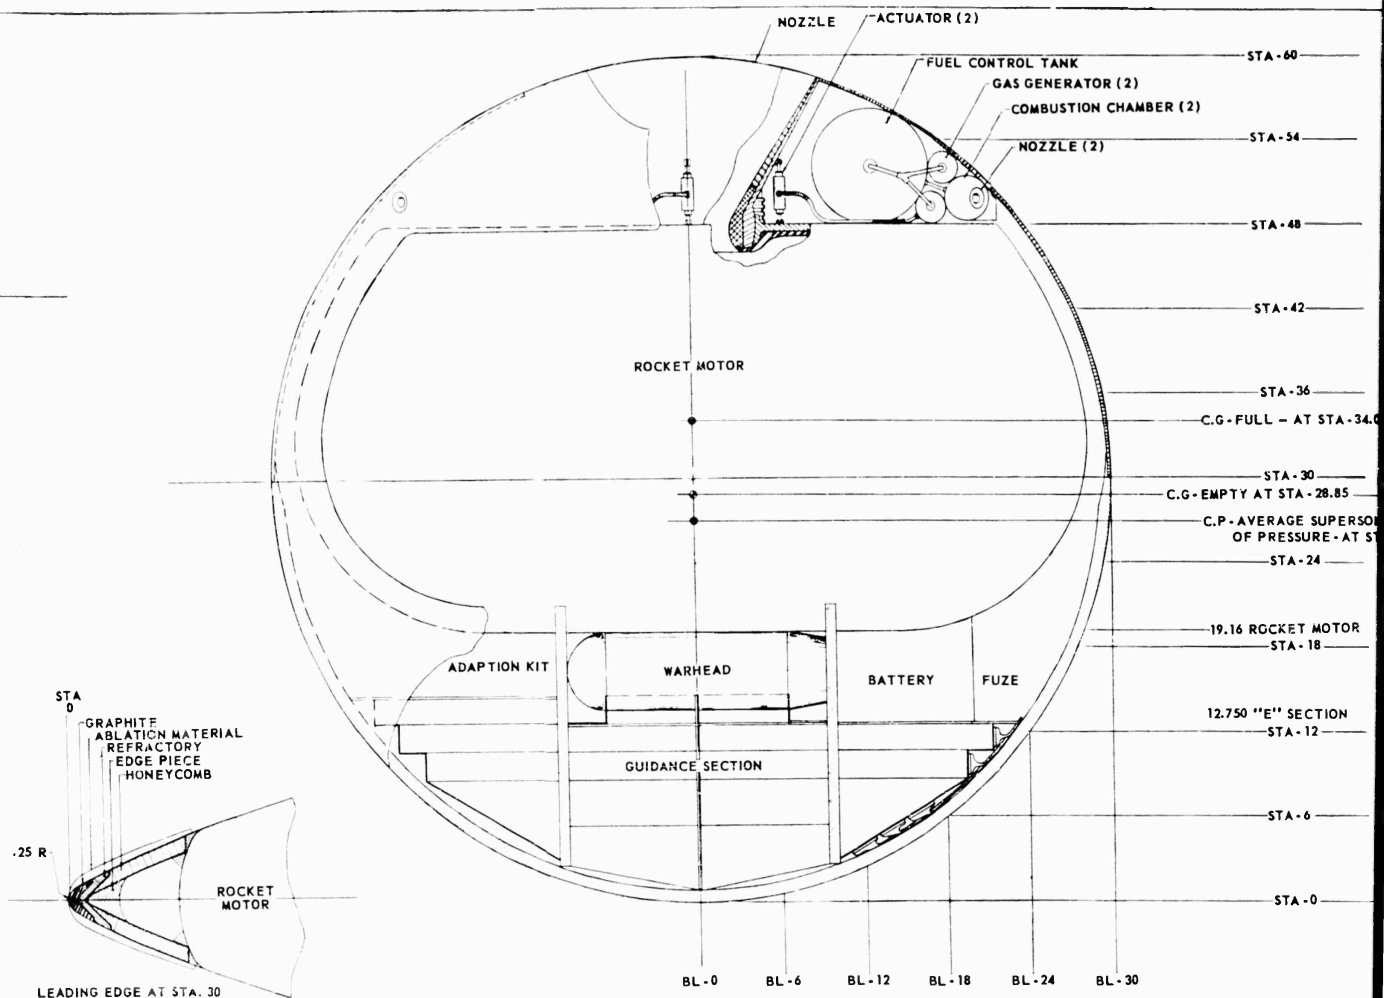 NOZZLE
ACTUATOR (2)
STA-60
FUEL CONTROL TANK
GAS GENERATOR (2)
COMBUSTION CHAMBER (2)
STA-54
NOZZLE (2)
STA-48
STA-42
ROCKET MOTOR
STA-36
C.G-FULL - AT STA-34.0
STA-30
C.G-EMPTY AT STA-28.85
C.P-AVERAGE SUPERSO
OF PRESSURE-AT ST
STA-24
19.16 ROCKET MOTOR
STA-18
ADAPTION KIT
WARHEAD
BATTERY
FUZE
12.750 "E" SECTION
STA-12
GUIDANCE SECTION
STA-6
STA-0
STA
0
GRAPHITE
ABLATION MATERIAL
REFRACTORY
EDGE PIECE
HONEYCOMB
.25 R
ROCKET
MOTOR
LEADING EDGE AT STA. 30
BL-0
BL-6
BL-12
BL-18
BL-24
BL-30